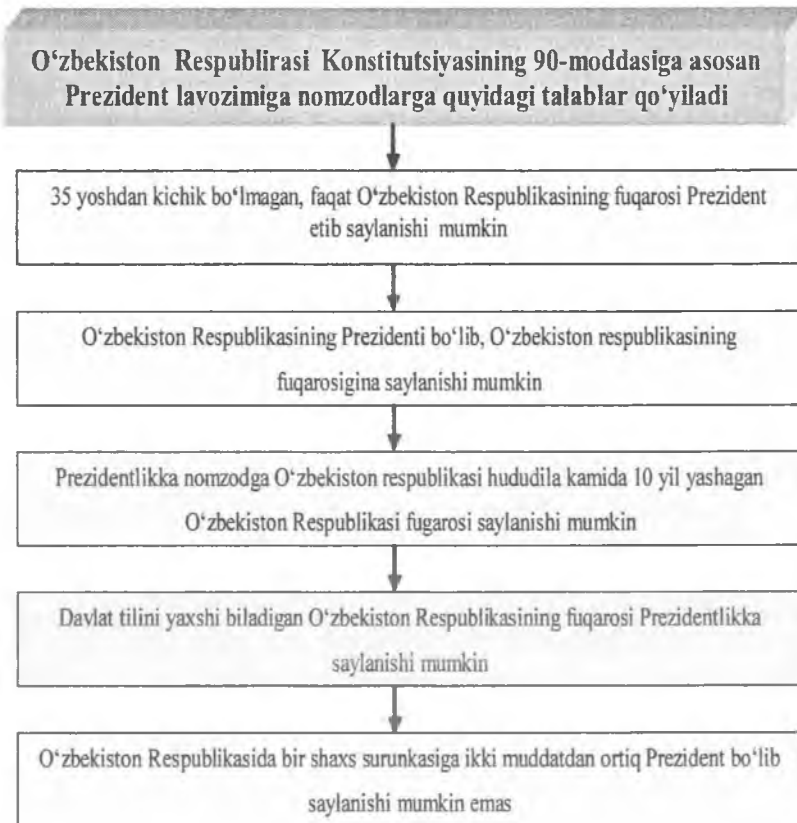 O‘zbekiston Respublirasi Konstitutsiyasining 90-moddasiga asosan
Prezident lavozimiga nomzodlarga quyidagi talablar qo‘yiladi
35 yoshdan kichik bo‘lmagan, faqat O‘zbekiston Respublikasining fuqarosi Prezident
etib saylanishi mumkin
O‘zbekiston Respublikasining Prezidenti bo‘lib, O‘zbekiston respublikasining
fuqarosigina saylanishi mumkin
Prezidentlikka nomzodga O‘zbekiston respublikasi hududila kamida 10 yil yashagan
O‘zbekiston Respublikasi fugarosi saylanishi mumkin
Davlat tilini yaxshi biladigan O‘zbekiston Respublikasining fuqarosi Prezidentlikka
saylanishi mumkin
O‘zbekiston Respublikasida bir shaxs surunkasiga ikki muddatdan ortiq Prezident bo‘lib
saylanishi mumkin emas